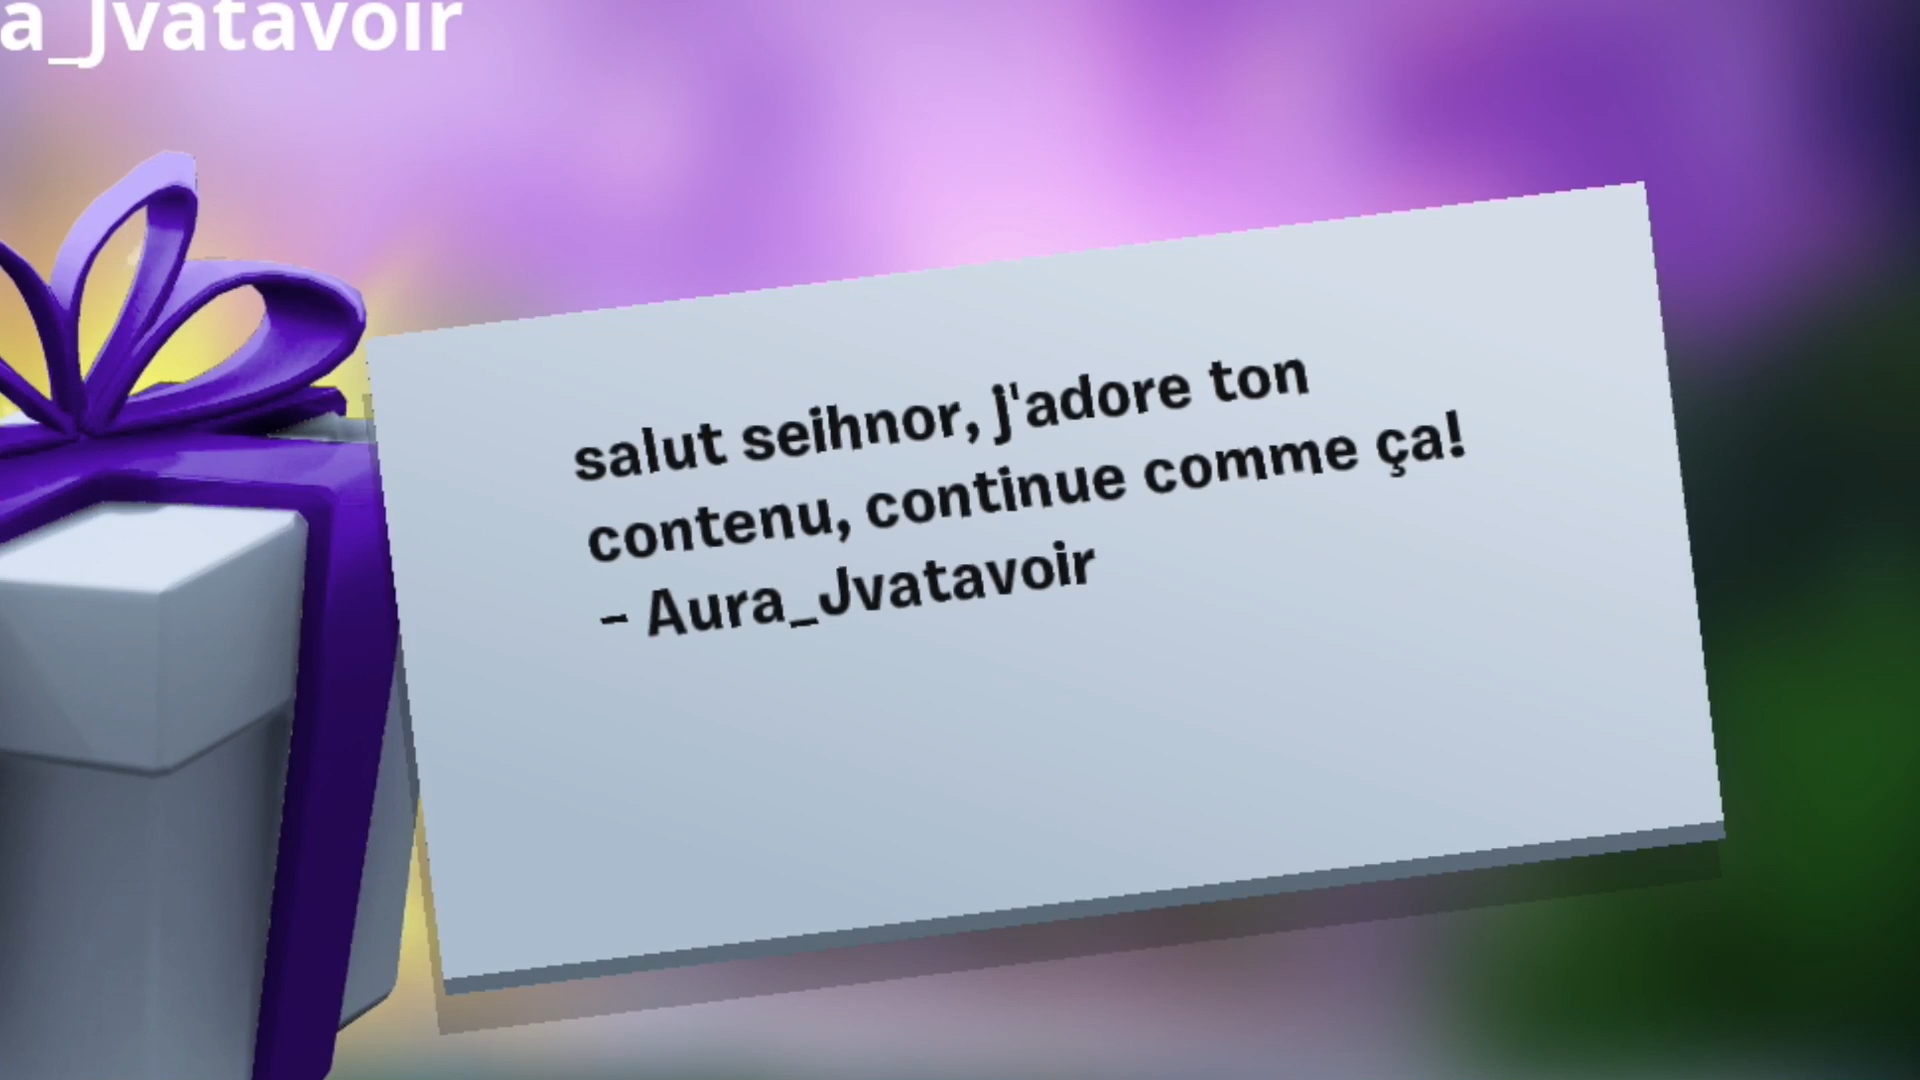 a_Jvatavoir
salut seihnor, j'adore ton
contenu, continue comme ça!
- Aura_Jvatavoir